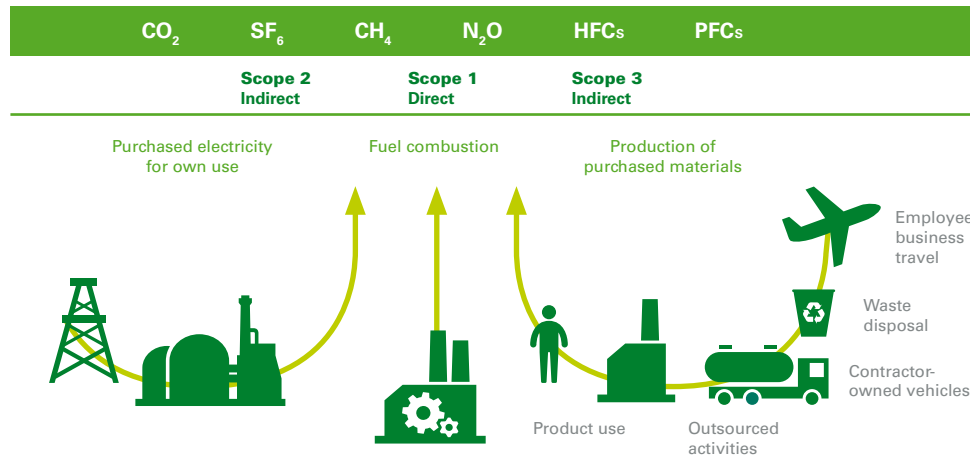 CO₂ SF₆ CH₄ N₂O HFCs PFCs
Scope 2
Indirect
Scope 1
Direct
Scope 3
Indirect
Purchased electricity
for own use
Fuel combustion
Production of
purchased materials
Employee
business
travel
Waste
disposal
Contractor-
owned vehicles
Product use
Outsourced
activities